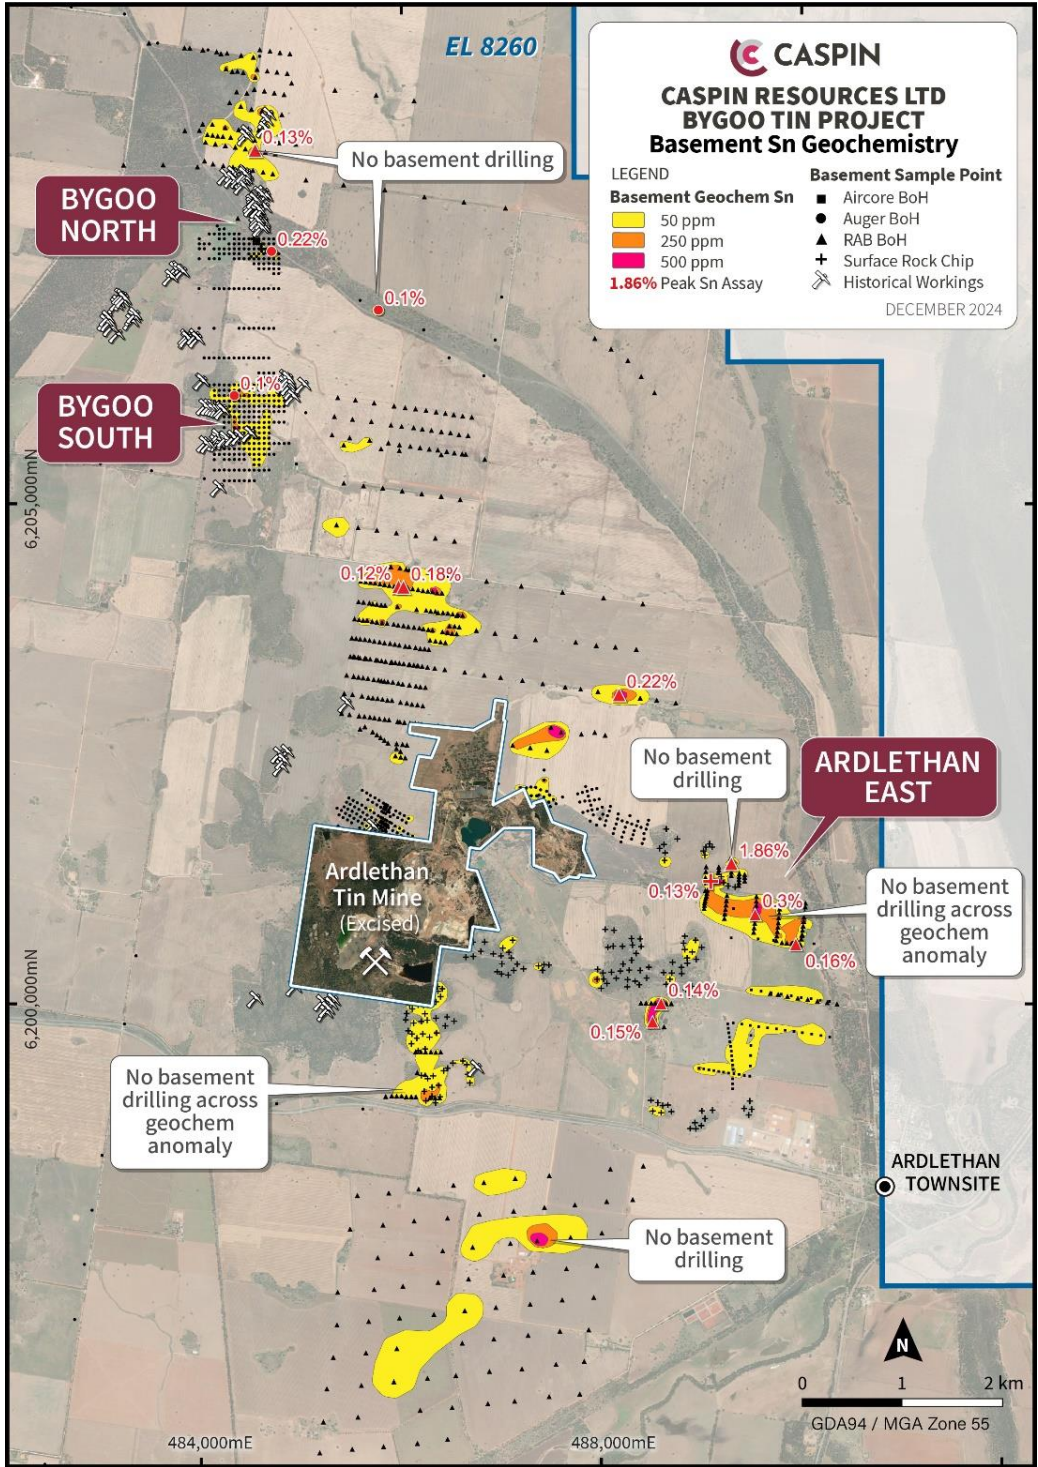 EL 8260
CASPIN
CASPIN RESOURCES LTD
BYGOO TIN PROJECT
Basement Sn Geochemistry
LEGEND
Basement Geochem Sn
50 ppm
250 ppm
500 ppm
1.86% Peak Sn Assay
Basement Sample Point
Aircore BoH
Auger BoH
RAB BoH
Surface Rock Chip
Historical Workings
DECEMBER 2024
0.13%
No basement drilling
BYGOO
NORTH
0.22%
0.1%
0.1%
BYGOO
SOUTH
6,205,000mN
0.12%
0.18%
0.22%
No basement
drilling
ARDLETHAN
EAST
Ardlethan
Tin Mine
(Excised)
1.86%
0.13%
0.3%
No basement
drilling across
geochem
anomaly
0.16%
0.14%
0.15%
6,200,000mN
No basement
drilling across
geochem
anomaly
ARDLETHAN
TOWNSITE
No basement
drilling
N
0 1 2 km
GDA94 / MGA Zone 55
484,000mE
488,000mE